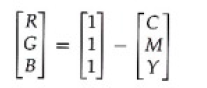 [R] = [1] − [C]
[G] = [1] − [M]
[B] = [1] − [Y]